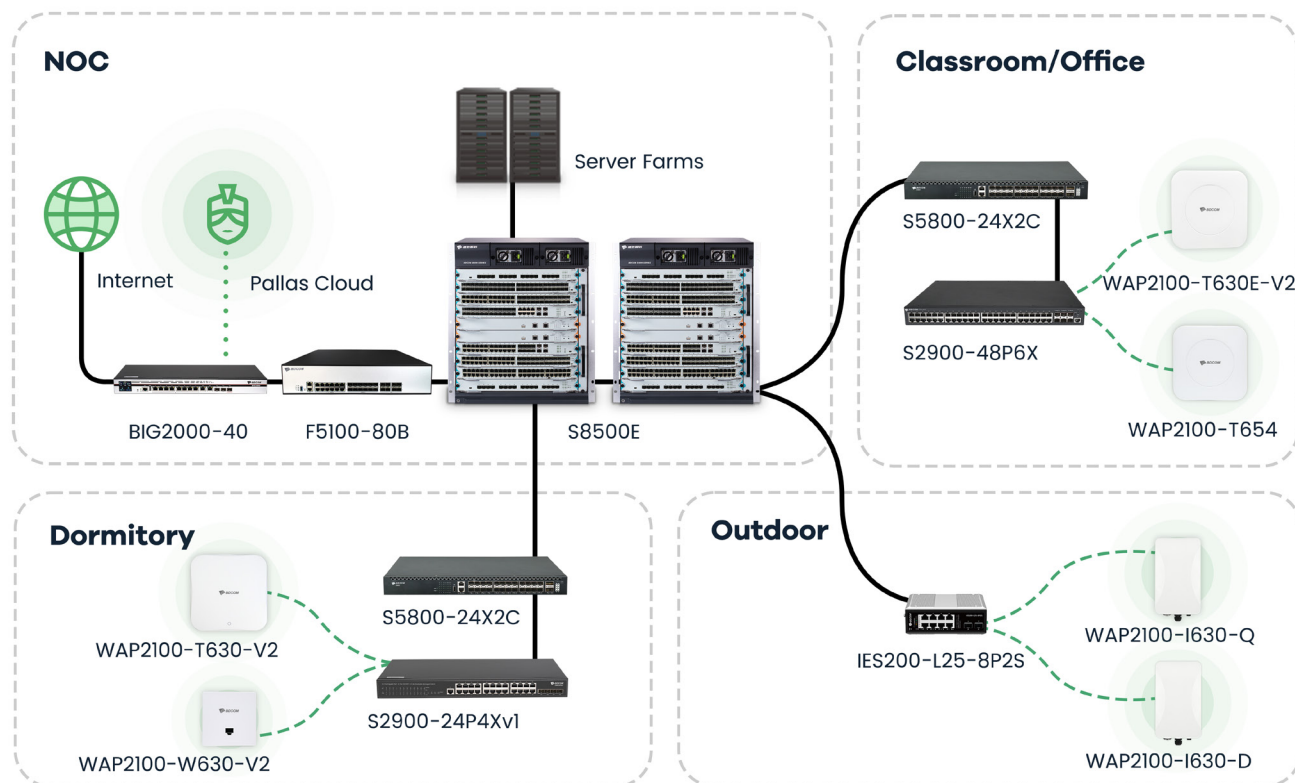 NOC
Server Farms
Internet
Pallas Cloud
BIG2000-40
F5100-80B
S8500E
Classroom/Office
S5800-24X2C
WAP2100-T630E-V2
S2900-48P6X
WAP2100-T654
Dormitory
WAP2100-T630-V2
S5800-24X2C
WAP2100-W630-V2
S2900-24P4Xv1
Outdoor
WAP2100-I630-Q
IES200-L25-8P2S
WAP2100-I630-D